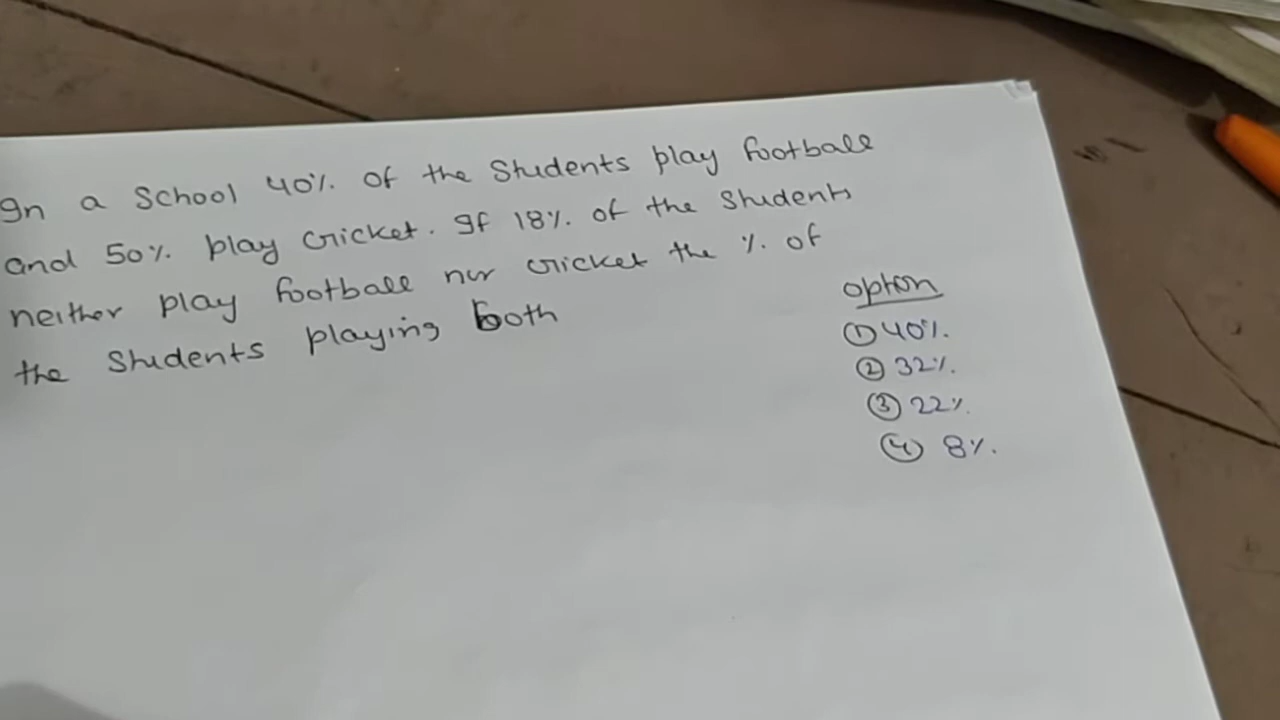 In a School 40% of the Students play football
and 50% play cricket. If 18% of the Students
neither play football nor cricket the % of
the Students playing both
opton
① 40%.
② 32%.
③ 22%.
④ 8%.